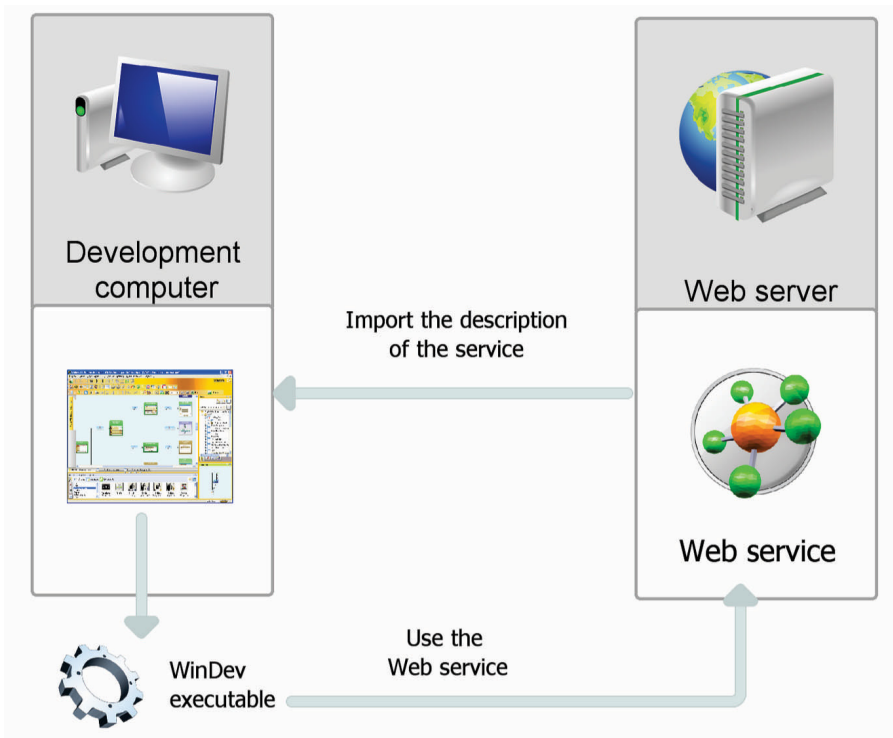 Development
computer
Web server
Import the description
of the service
Web service
Use the
Web service
WinDev
executable